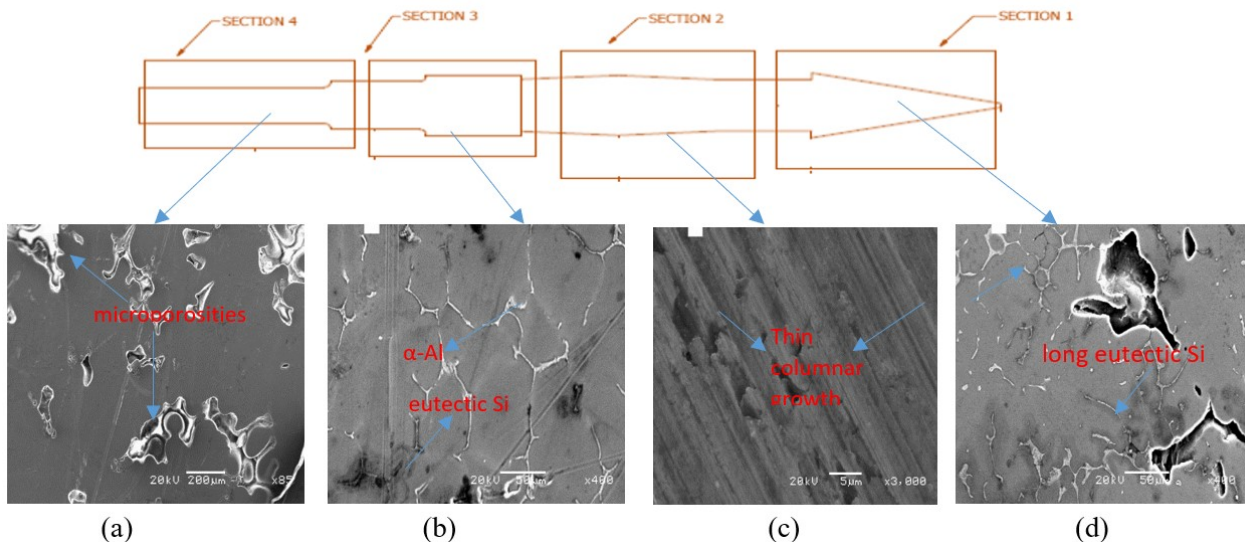 SECTION 4
SECTION 3
SECTION 2
SECTION 1
microporosities
20kV 200µm x85
α-Al
eutectic Si
20kV 50µm x400
Thin
columnar
growth
20kV 5µm x3,000
long eutectic Si
20kV 50µm x400
(a)
(b)
(c)
(d)